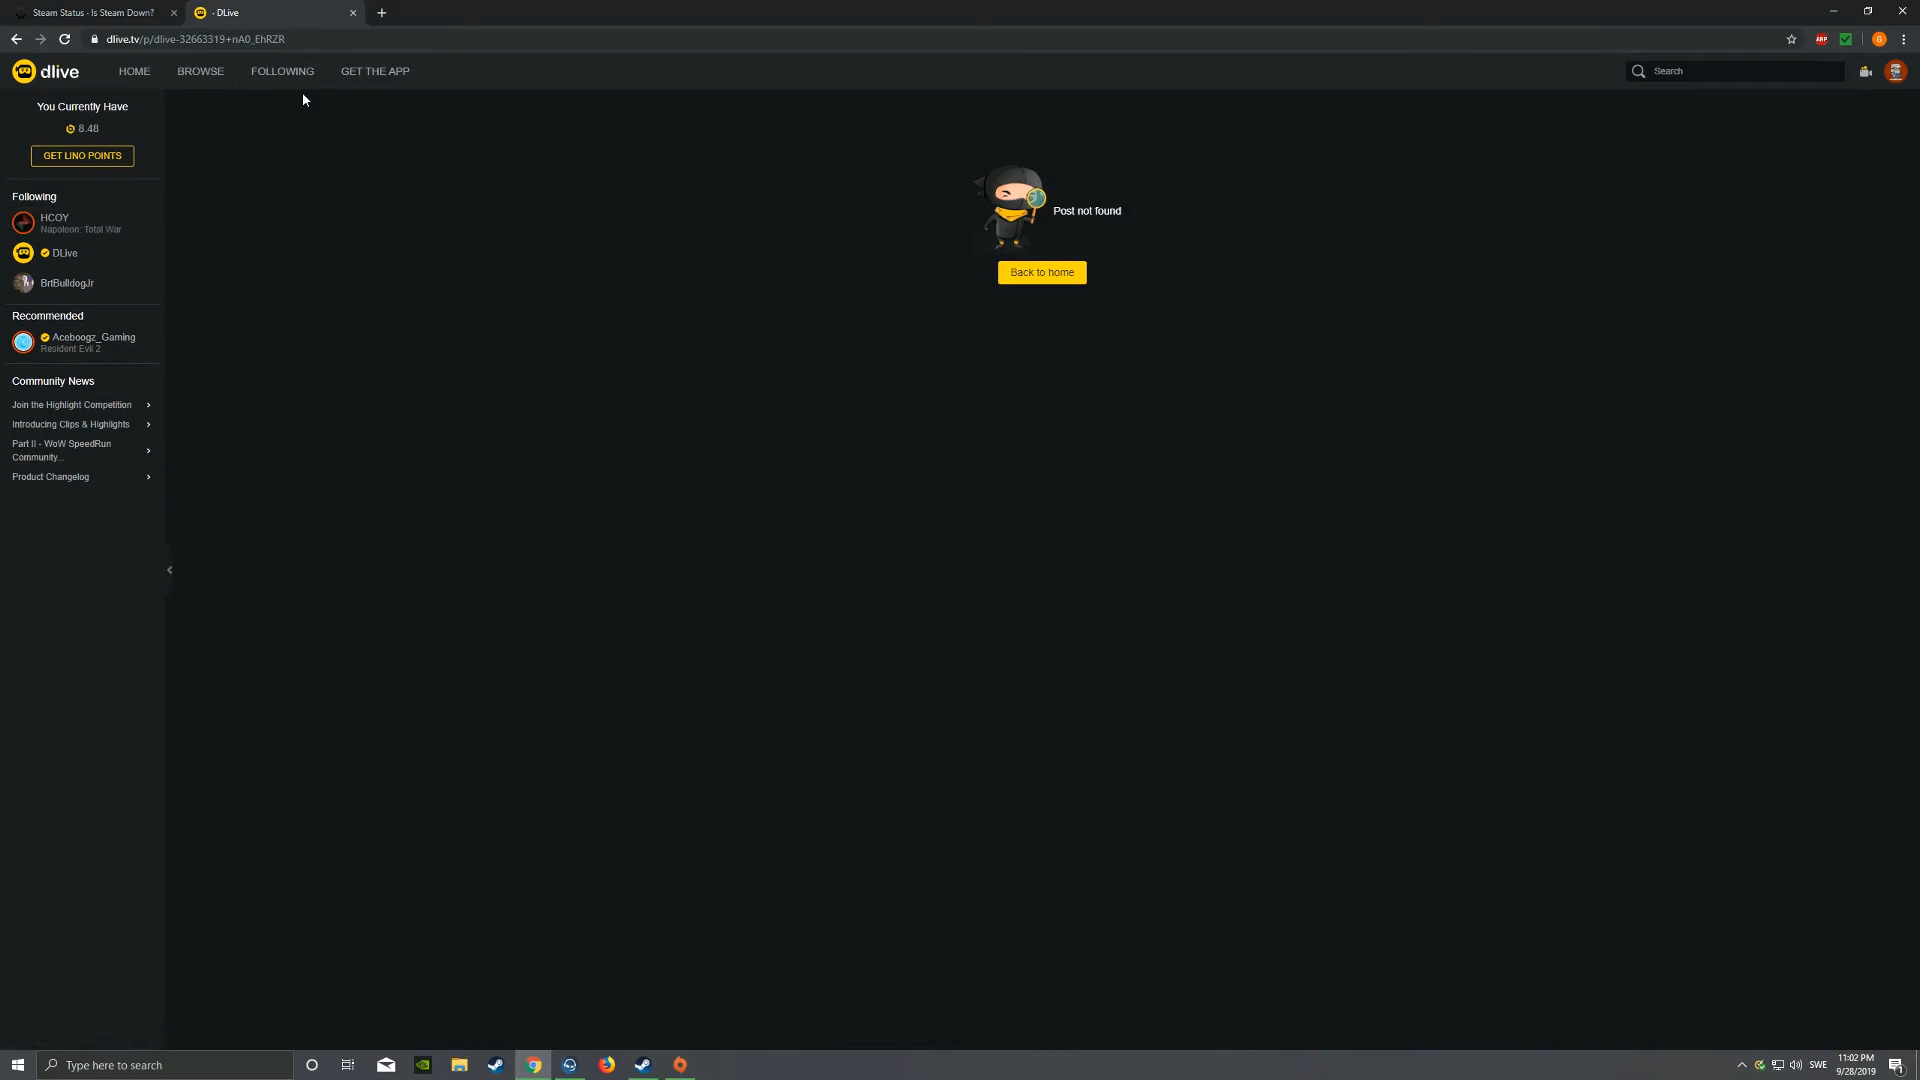 Steam Status · Is Steam Down?
· DLive
dlive.tv/p/dlive-32663319+nA0_EhRZR
ABP
G
dlive
HOME
BROWSE
FOLLOWING
GET THE APP
Search
You Currently Have
8.48
GET LINO POINTS
Following
HCOY
Napoleon: Total War
DLive
BrtBulldogJr
Recommended
Aceboogz_Gaming
Resident Evil 2
Community News
Join the Highlight Competition
Introducing Clips & Highlights
Part II - WoW SpeedRun
Community...
Product Changelog
Post not found
Back to home
Type here to search
SWE
11:02 PM
9/28/2019
1